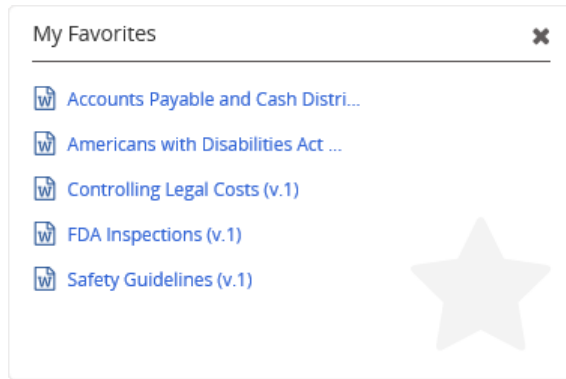 My Favorites
Accounts Payable and Cash Distri...
Americans with Disabilities Act ...
Controlling Legal Costs (v.1)
FDA Inspections (v.1)
Safety Guidelines (v.1)